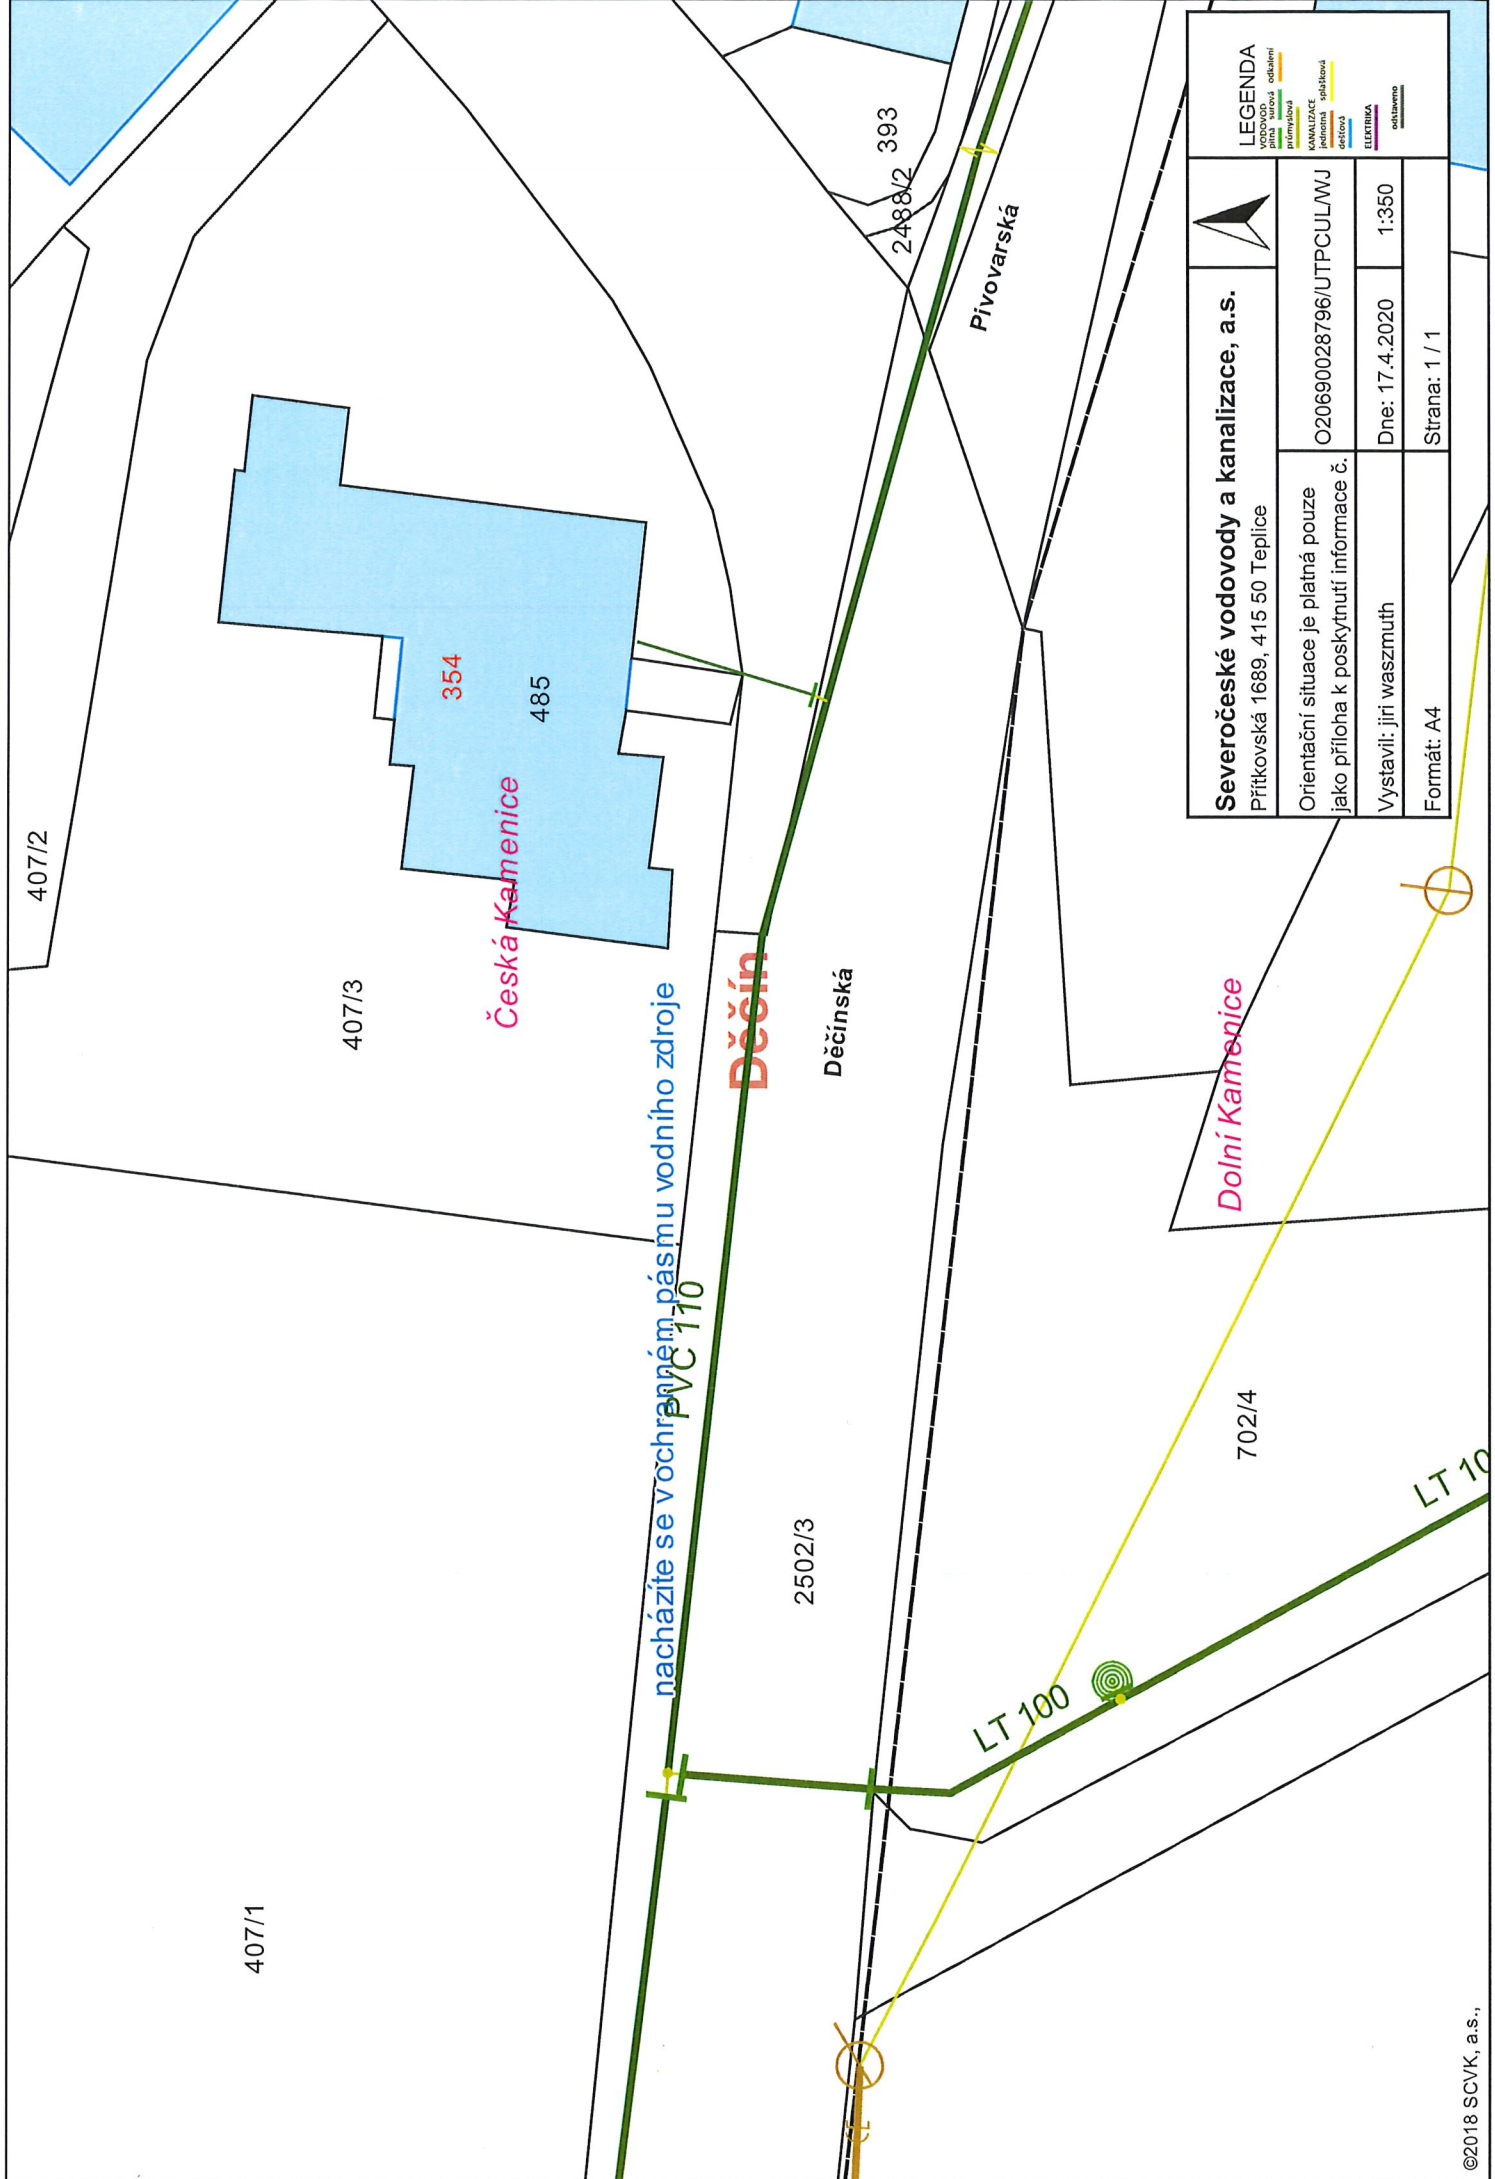 407/2
407/3
407/1
354
485
Česká Kamenice
nacházíte se v ochranném pásmu vodního zdroje
PVC 110
Děčín
Děčínská
2502/3
393
2488/2
Pivovarská
LT 100
702/4
Dolní Kamenice
LT 10
Severočeské vodovody a kanalizace, a.s.
Přítkovská 1689, 415 50 Teplice
Orientační situace je platná pouze
jako příloha k poskytnutí informace č.
O20690028796/UTPCUL/WJ
Vystavil: jiri waszmuth
Dne: 17.4.2020
1:350
Formát: A4
Strana: 1 / 1
LEGENDA
VODOVOD
pitná surová odkalení
průmyslová
KANALIZACE
jednotná splašková
dešťová
ELEKTRIKA
odstaveno
©2018 SCVK, a.s.,